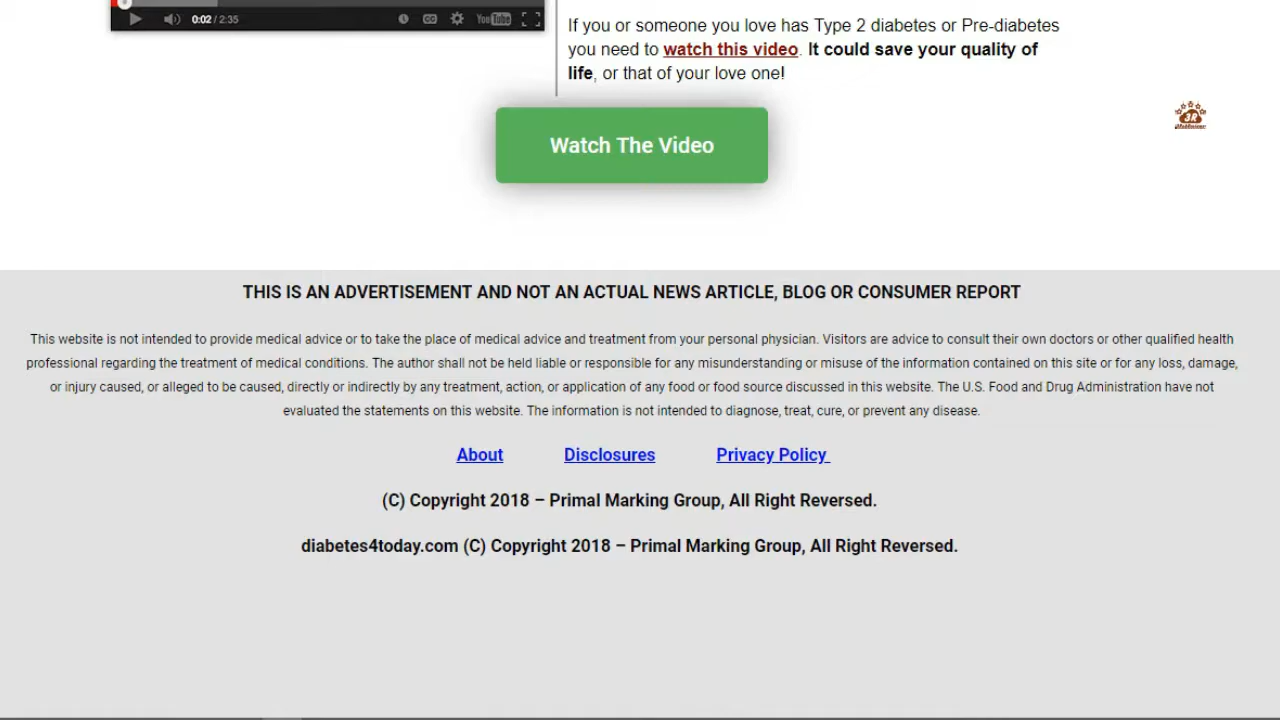 0:02 / 2:35
CC
YouTube
If you or someone you love has Type 2 diabetes or Pre-diabetes
you need to watch this video. It could save your quality of
life, or that of your love one!
3R
Watch The Video
THIS IS AN ADVERTISEMENT AND NOT AN ACTUAL NEWS ARTICLE, BLOG OR CONSUMER REPORT
This website is not intended to provide medical advice or to take the place of medical advice and treatment from your personal physician. Visitors are advice to consult their own doctors or other qualified health
professional regarding the treatment of medical conditions. The author shall not be held liable or responsible for any misunderstanding or misuse of the information contained on this site or for any loss, damage,
or injury caused, or alleged to be caused, directly or indirectly by any treatment, action, or application of any food or food source discussed in this website. The U.S. Food and Drug Administration have not
evaluated the statements on this website. The information is not intended to diagnose, treat, cure, or prevent any disease.
About Disclosures Privacy Policy
(C) Copyright 2018 – Primal Marking Group, All Right Reversed.
diabetes4today.com (C) Copyright 2018 – Primal Marking Group, All Right Reversed.